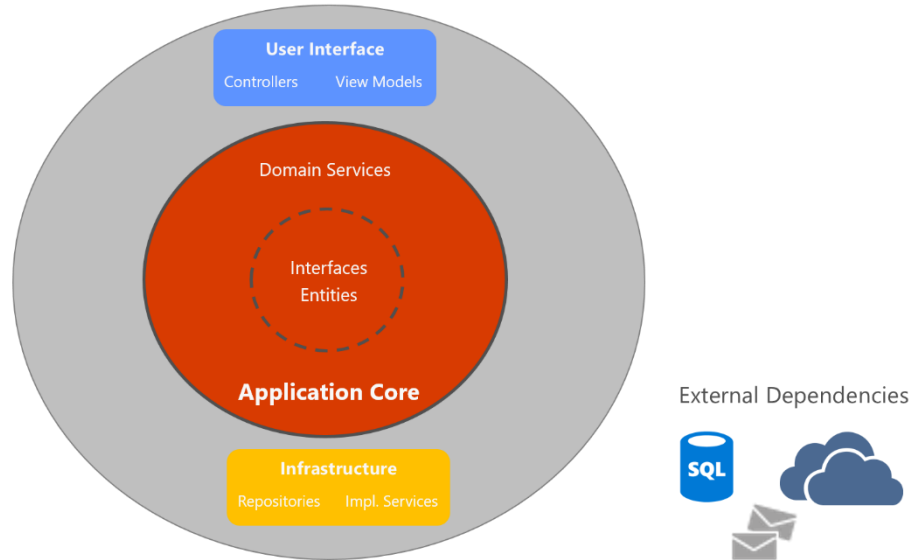 User Interface
Controllers View Models
Domain Services
Interfaces
Entities
Application Core
External Dependencies
SQL
Infrastructure
Repositories Impl. Services